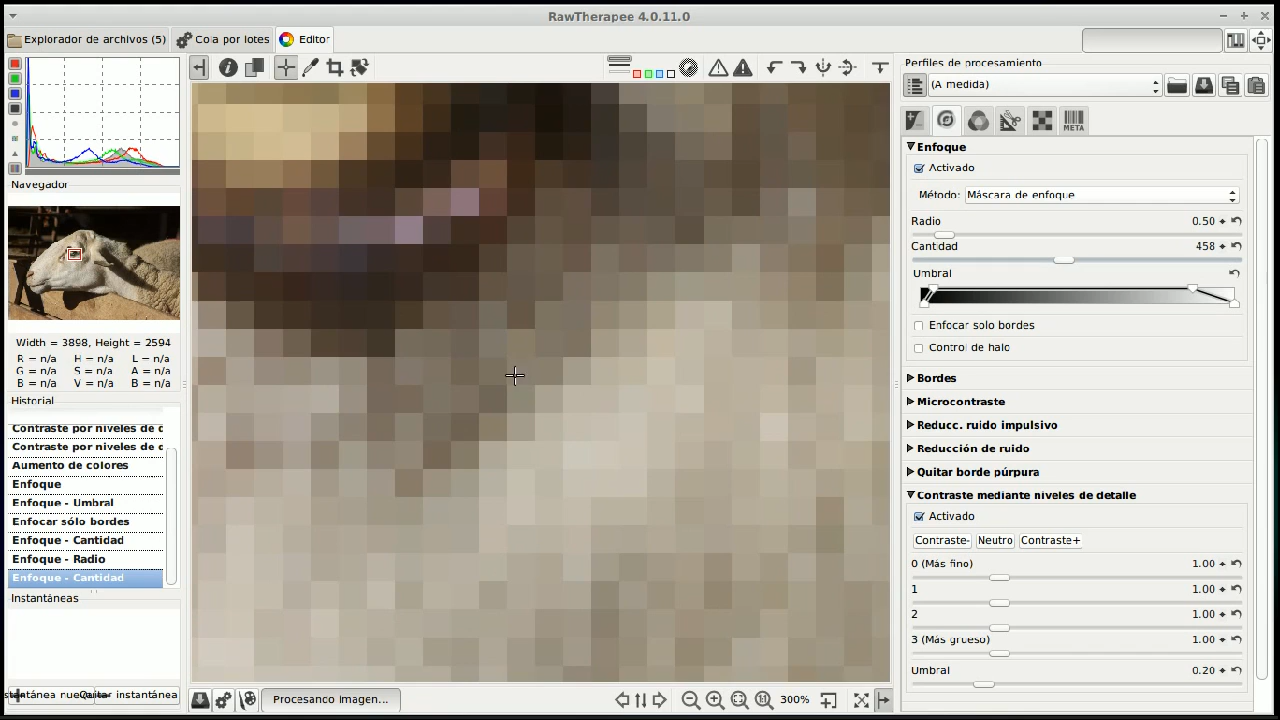 RawTherapee 4.0.11.0
Explorador de archivos (5)
Cola por lotes
Editor
Perfiles de procesamiento
(A medida)
META
Enfoque
Activado
Método: Máscara de enfoque
Radio 0.50
Cantidad 458
Umbral
Enfocar solo bordes
Control de halo
Bordes
Microcontraste
Reducc. ruido impulsivo
Reducción de ruido
Quitar borde púrpura
Contraste mediante niveles de detalle
Activado
Contraste- Neutro Contraste+
0 (Más fino) 1.00
1 1.00
2 1.00
3 (Más grueso) 1.00
Umbral 0.20
Navegador
Width = 3898, Height = 2594
R = n/a H = n/a L = n/a
G = n/a S = n/a A = n/a
B = n/a V = n/a B = n/a
Historial
Contraste por niveles de d
Contraste por niveles de d
Aumento de colores
Enfoque
Enfoque - Umbral
Enfocar sólo bordes
Enfoque - Cantidad
Enfoque - Radio
Enfoque - Cantidad
Instantáneas
Procesando imagen...
300%